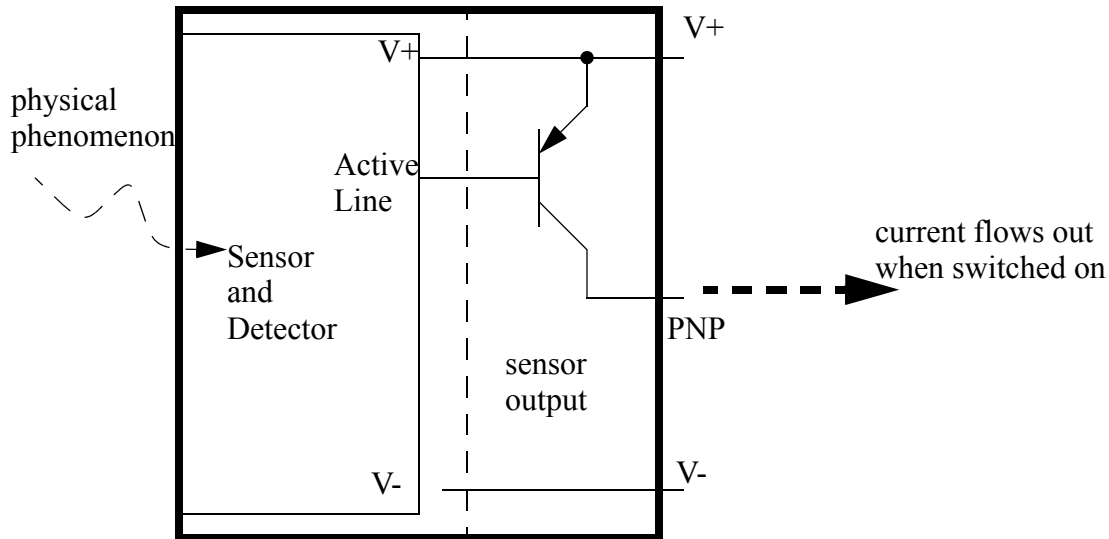 V+
V+
physical
phenomenon
Active
Line
Sensor
and
Detector
current flows out
when switched on
PNP
sensor
output
V-
V-